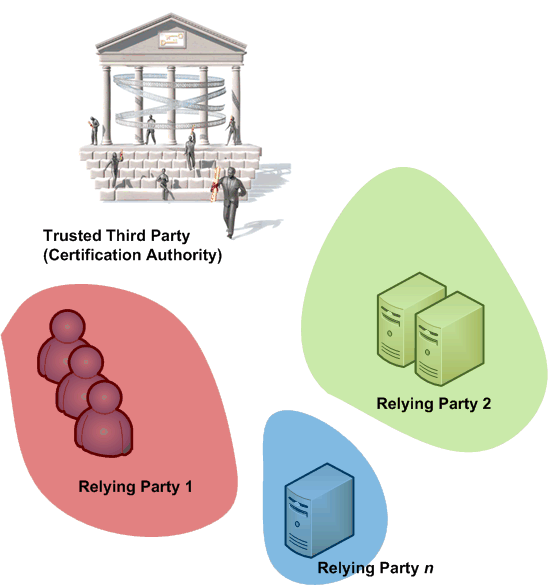 Trusted Third Party
(Certification Authority)
Relying Party 2
Relying Party 1
Relying Party n